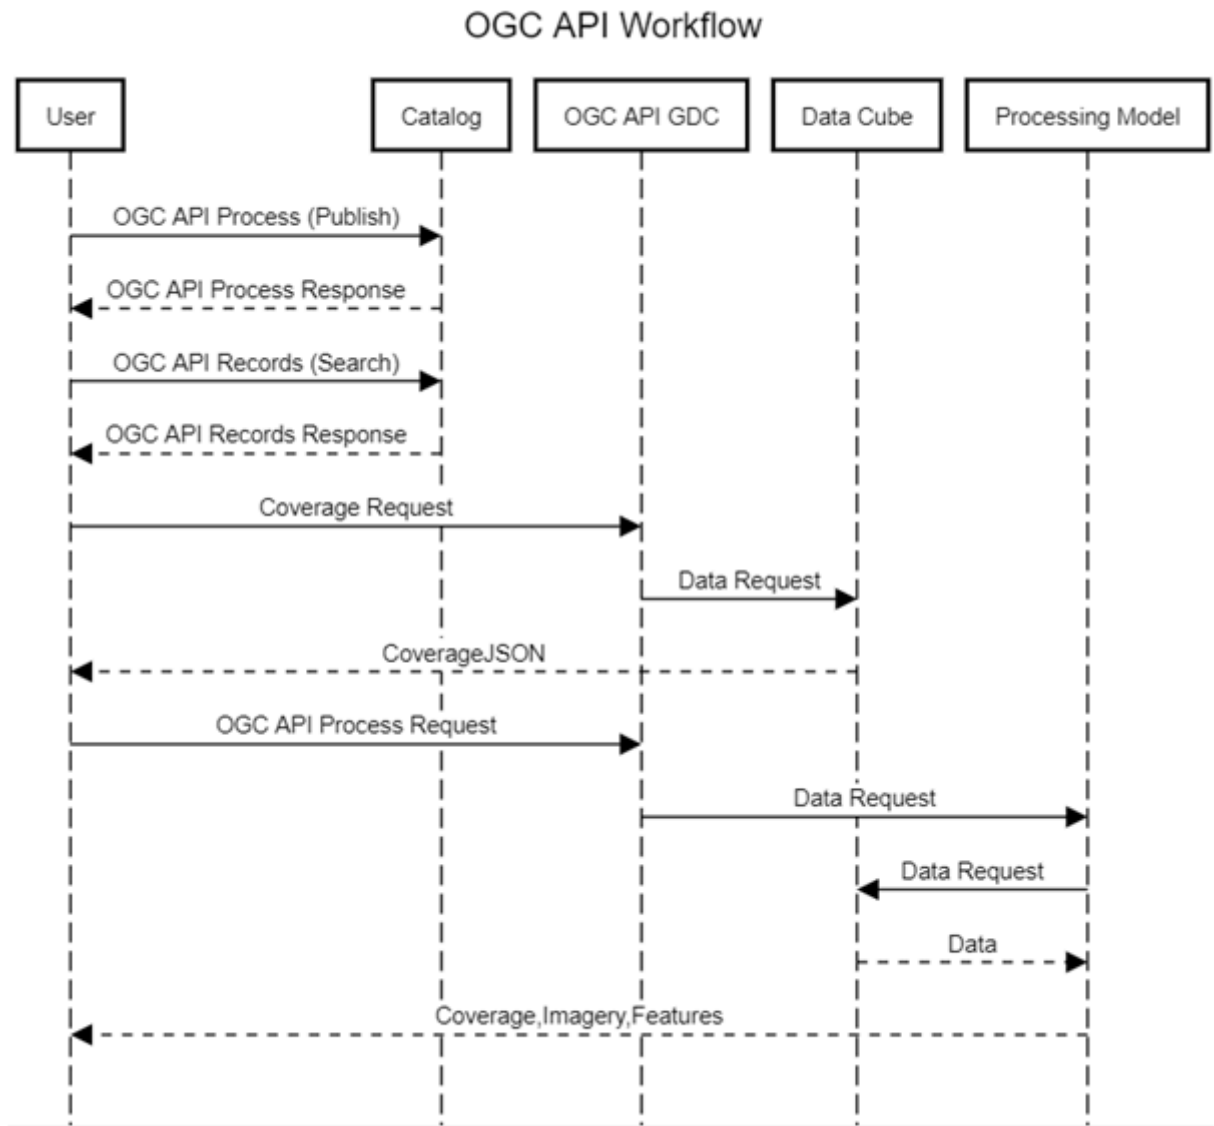 OGC API Workflow
User
Catalog
OGC API GDC
Data Cube
Processing Model
OGC API Process (Publish)
OGC API Process Response
OGC API Records (Search)
OGC API Records Response
Coverage Request
Data Request
CoverageJSON
OGC API Process Request
Data Request
Data Request
Data
Coverage,Imagery,Features